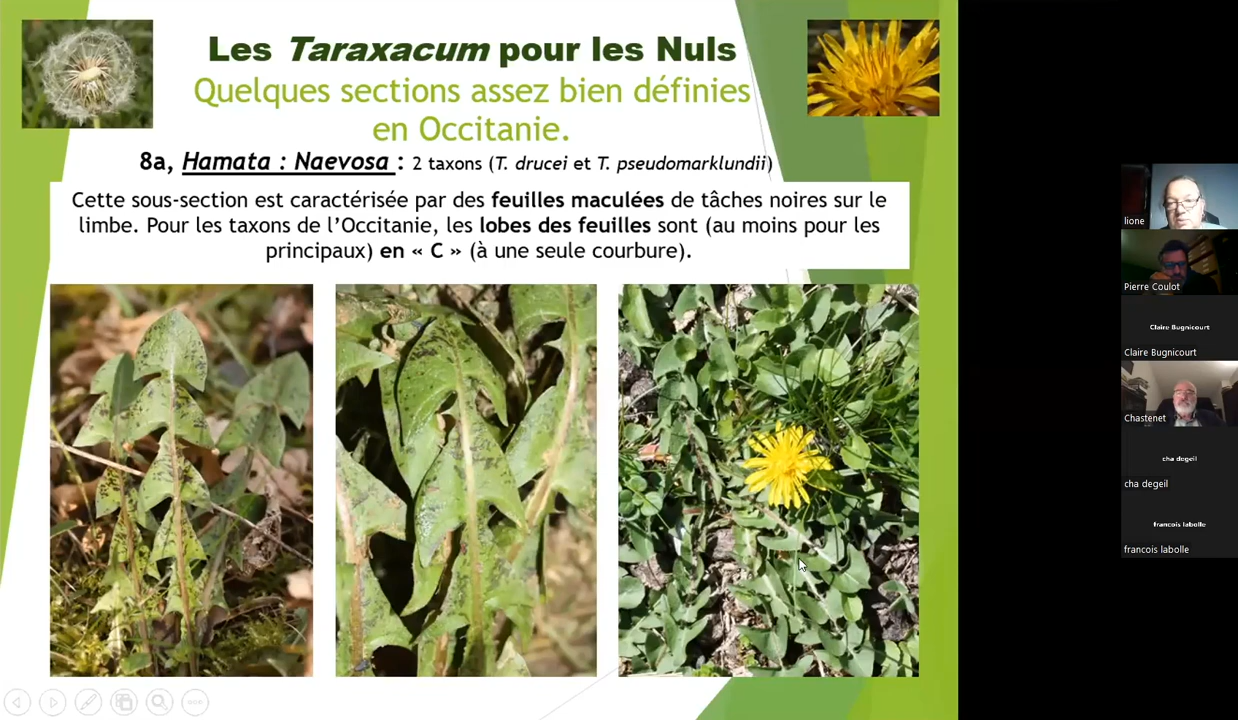 Les Taraxacum pour les Nuls
Quelques sections assez bien définies
en Occitanie.
8a, Hamata : Naevosa : 2 taxons (T. drucei et T. pseudomarklundii)
Cette sous-section est caractérisée par des feuilles maculées de tâches noires sur le
limbe. Pour les taxons de l’Occitanie, les lobes des feuilles sont (au moins pour les
principaux) en « C » (à une seule courbure).
lione
Pierre Coulot
Claire Bugnicourt
Claire Bugnicourt
Chastenet
cha degeil
cha degeil
francois labolle
francois labolle